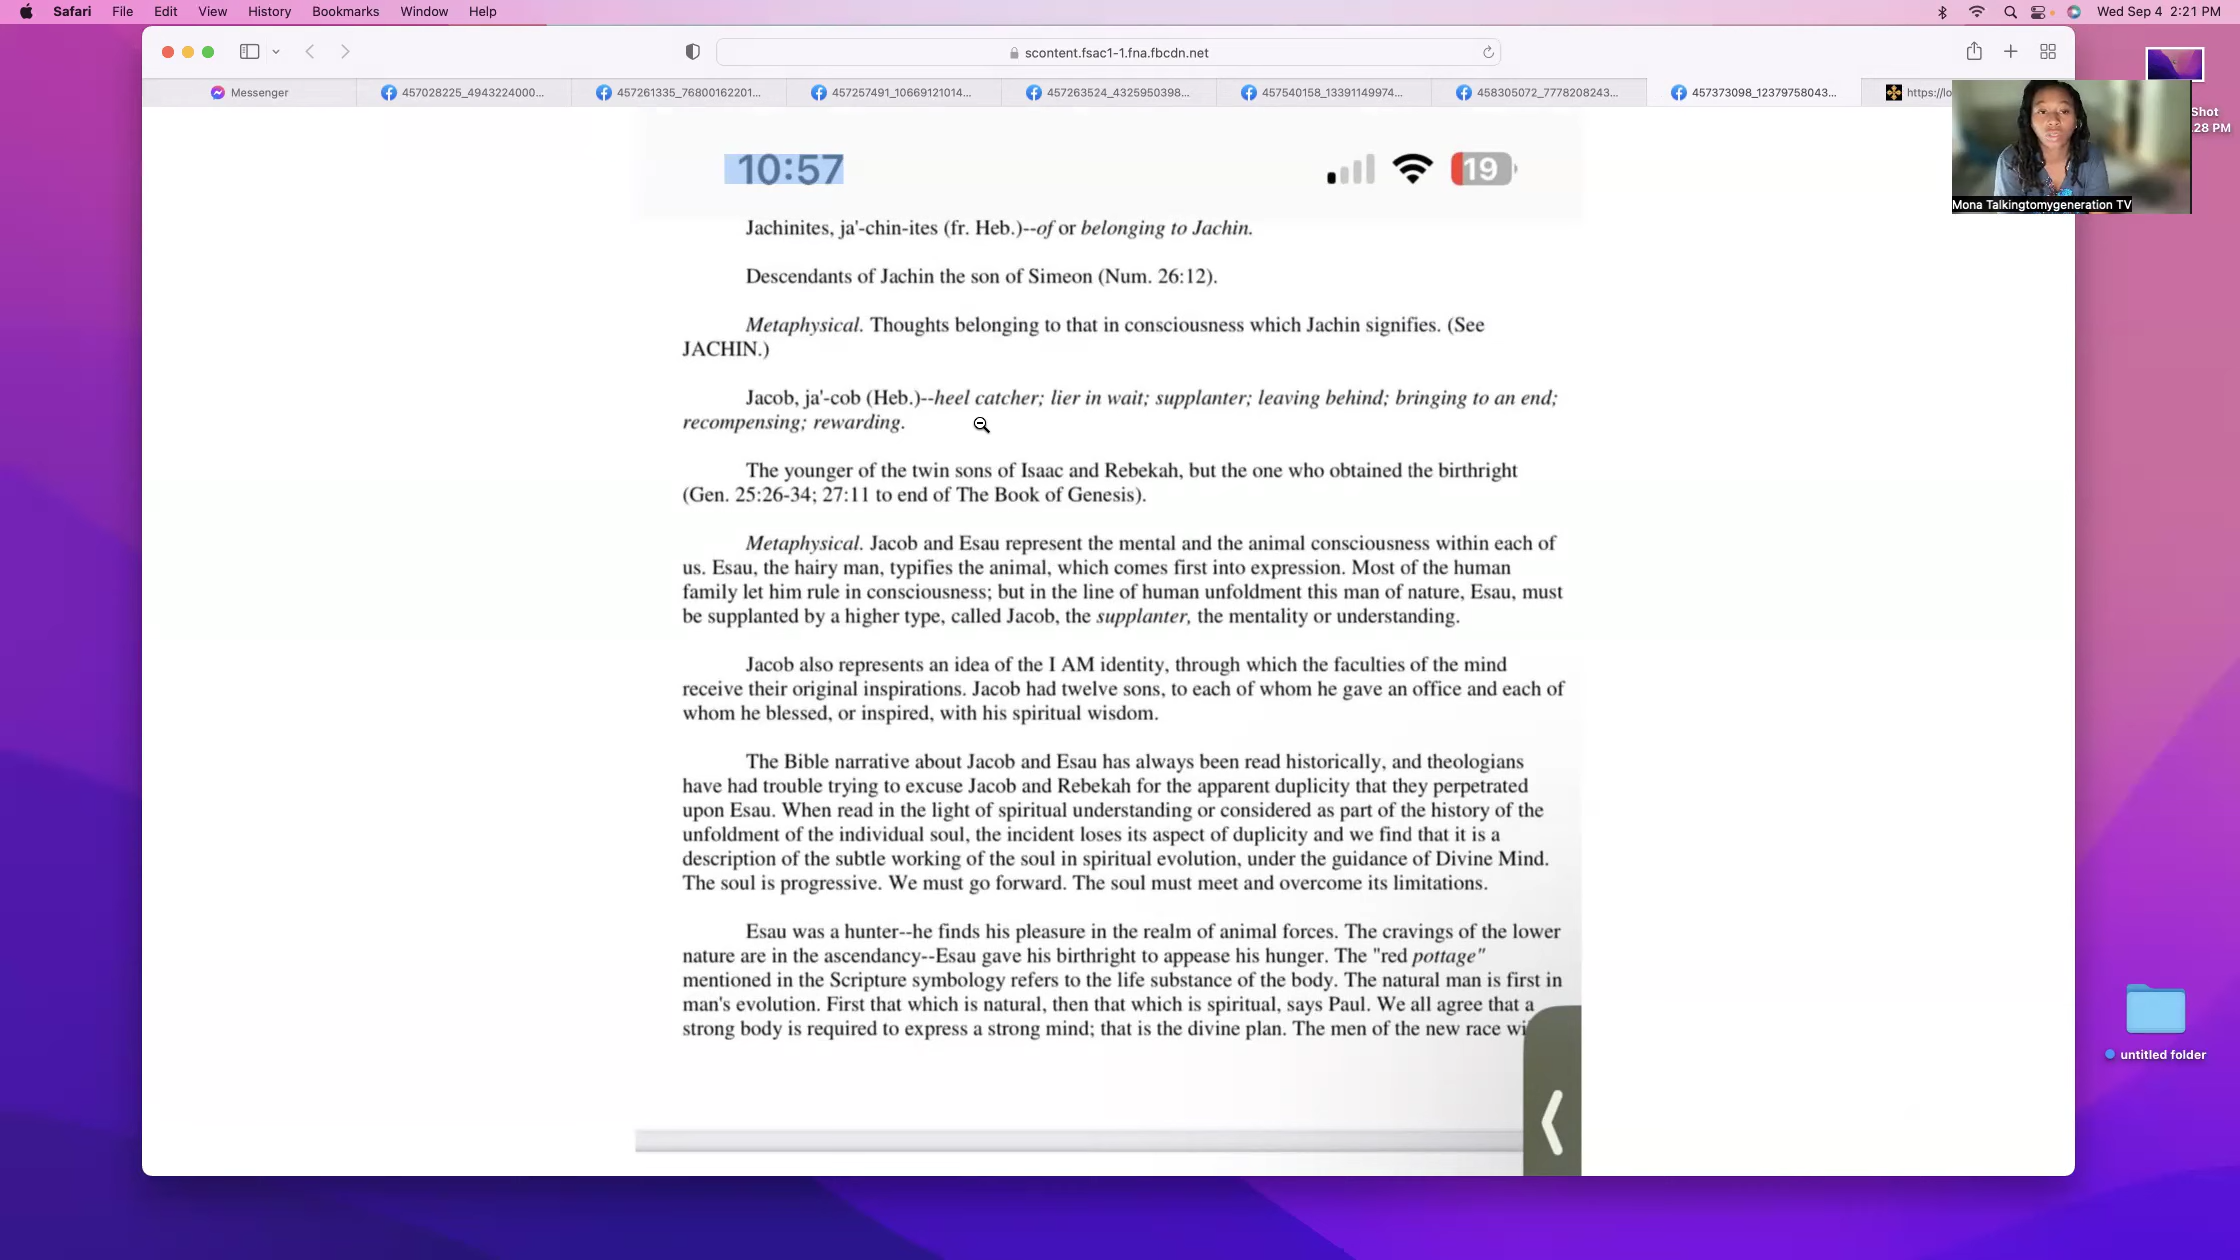 Safari File Edit View History Bookmarks Window Help Wed Sep 4 2:21 PM
scontent.fsac1-1.fna.fbcdn.net
Messenger 457028225_4943224000... 457261335_76800162201... 457257491_10669121014... 457263524_4325950398... 457540158_13391149974... 458305072_7778208243... 457373098_12379758043... https://lo
Shot
.28 PM
Mona Talkingtomygeneration TV
10:57 19
Jachinites, ja'-chin-ites (fr. Heb.)--of or belonging to Jachin.
Descendants of Jachin the son of Simeon (Num. 26:12).
Metaphysical. Thoughts belonging to that in consciousness which Jachin signifies. (See
JACHIN.)
Jacob, ja'-cob (Heb.)--heel catcher; lier in wait; supplanter; leaving behind; bringing to an end;
recompensing; rewarding.
The younger of the twin sons of Isaac and Rebekah, but the one who obtained the birthright
(Gen. 25:26-34; 27:11 to end of The Book of Genesis).
Metaphysical. Jacob and Esau represent the mental and the animal consciousness within each of
us. Esau, the hairy man, typifies the animal, which comes first into expression. Most of the human
family let him rule in consciousness; but in the line of human unfoldment this man of nature, Esau, must
be supplanted by a higher type, called Jacob, the supplanter, the mentality or understanding.
Jacob also represents an idea of the I AM identity, through which the faculties of the mind
receive their original inspirations. Jacob had twelve sons, to each of whom he gave an office and each of
whom he blessed, or inspired, with his spiritual wisdom.
The Bible narrative about Jacob and Esau has always been read historically, and theologians
have had trouble trying to excuse Jacob and Rebekah for the apparent duplicity that they perpetrated
upon Esau. When read in the light of spiritual understanding or considered as part of the history of the
unfoldment of the individual soul, the incident loses its aspect of duplicity and we find that it is a
description of the subtle working of the soul in spiritual evolution, under the guidance of Divine Mind.
The soul is progressive. We must go forward. The soul must meet and overcome its limitations.
Esau was a hunter--he finds his pleasure in the realm of animal forces. The cravings of the lower
nature are in the ascendancy--Esau gave his birthright to appease his hunger. The "red pottage"
mentioned in the Scripture symbology refers to the life substance of the body. The natural man is first in
man's evolution. First that which is natural, then that which is spiritual, says Paul. We all agree that a
strong body is required to express a strong mind; that is the divine plan. The men of the new race wi
untitled folder